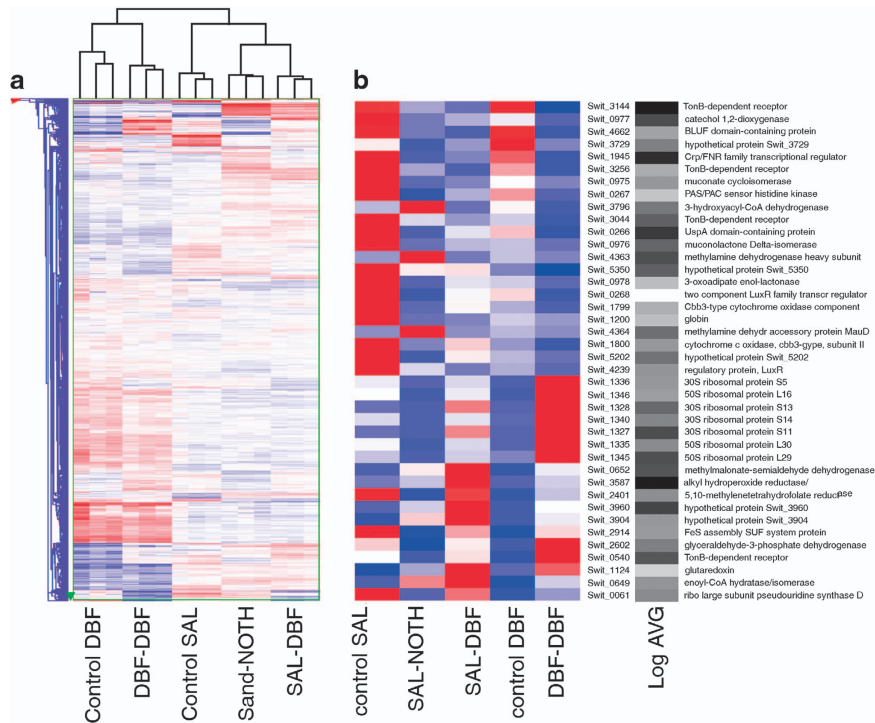 a
b
Swit_3144 TonB-dependent receptor
Swit_0977 catechol 1,2-dioxygenase
Swit_4662 BLUF domain-containing protein
Swit_3729 hypothetical protein Swit_3729
Swit_1945 Crp/FNR family transcriptional regulator
Swit_3256 TonB-dependent receptor
Swit_0975 muconate cycloisomerase
Swit_0267 PAS/PAC sensor histidine kinase
Swit_3796 3-hydroxyacyl-CoA dehydrogenase
Swit_3044 TonB-dependent receptor
Swit_0266 UspA domain-containing protein
Swit_0976 muconolactone Delta-isomerase
Swit_4363 methylamine dehydrogenase heavy subunit
Swit_5350 hypothetical protein Swit_5350
Swit_0978 3-oxoadipate enol-lactonase
Swit_0268 two component LuxR family transcr regulator
Swit_1799 Cbb3-type cytochrome oxidase component
Swit_1200 globin
Swit_4364 methylamine dehydr accessory protein MauD
Swit_1800 cytochrome c oxidase, cbb3-gype, subunit II
Swit_5202 hypothetical protein Swit_5202
Swit_4239 regulatory protein, LuxR
Swit_1336 30S ribosomal protein S5
Swit_1346 50S ribosomal protein L16
Swit_1328 30S ribosomal protein S13
Swit_1340 30S ribosomal protein S14
Swit_1327 30S ribosomal protein S11
Swit_1335 50S ribosomal protein L30
Swit_1345 50S ribosomal protein L29
Swit_0652 methylmalonate-semialdehyde dehydrogenase
Swit_3587 alkyl hydroperoxide reductase/
Swit_2401 5,10-methylenetetrahydrofolate reductase
Swit_3960 hypothetical protein Swit_3960
Swit_3904 hypothetical protein Swit_3904
Swit_2914 FeS assembly SUF system protein
Swit_2602 glyceraldehyde-3-phosphate dehydrogenase
Swit_0540 TonB-dependent receptor
Swit_1124 glutaredoxin
Swit_0649 enoyl-CoA hydratase/isomerase
Swit_0061 ribo large subunit pseudouridine synthase D
Control DBF
DBF-DBF
Control SAL
Sand-NOTH
SAL-DBF
control SAL
SAL-NOTH
SAL-DBF
control DBF
DBF-DBF
Log AVG